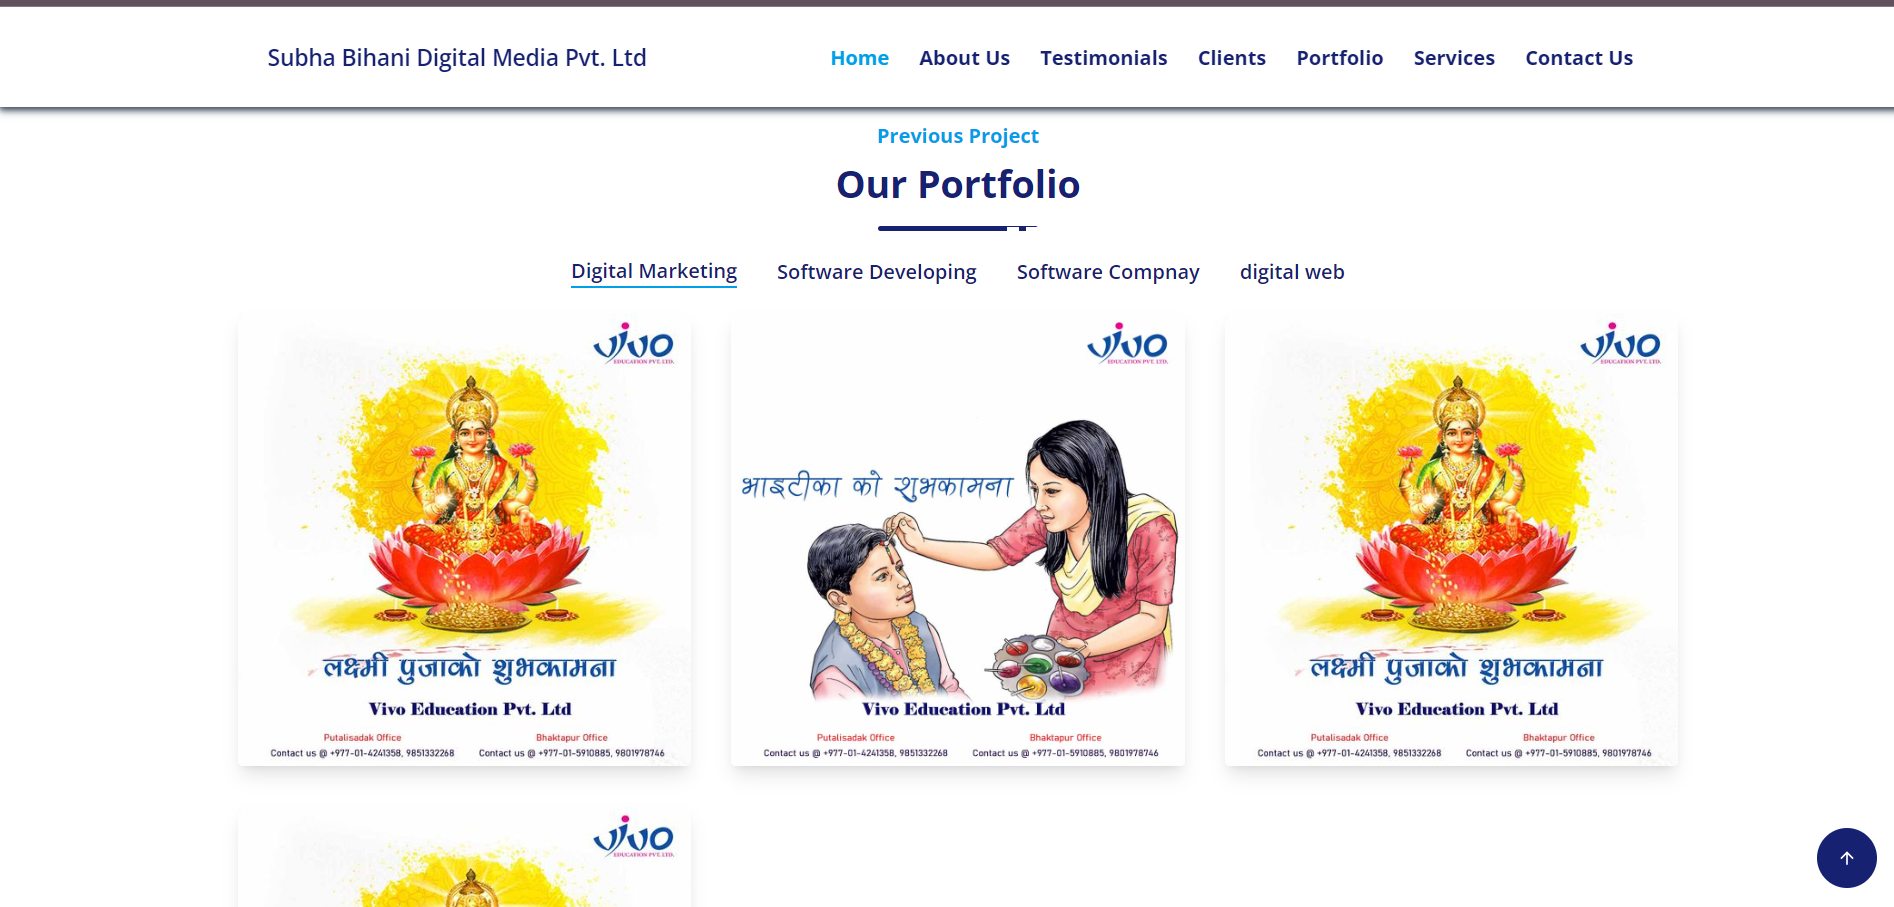 Subha Bihani Digital Media Pvt. Ltd
Home About Us Testimonials Clients Portfolio Services Contact Us
Previous Project
Our Portfolio
Digital Marketing Software Developing Software Compnay digital web
vivo
EDUCATION PVT. LTD.
लक्ष्मी पुजाको शुभकामना
Vivo Education Pvt. Ltd
Putalisadak Office Bhaktapur Office
Contact us @ +977-01-4241358, 9851332268 Contact us @ +977-01-5910885, 9801978746
vivo
EDUCATION PVT. LTD.
भाइटीका को शुभकामना
Vivo Education Pvt. Ltd
Putalisadak Office Bhaktapur Office
Contact us @ +977-01-4241358, 9851332268 Contact us @ +977-01-5910885, 9801978746
vivo
EDUCATION PVT. LTD.
लक्ष्मी पुजाको शुभकामना
Vivo Education Pvt. Ltd
Putalisadak Office Bhaktapur Office
Contact us @ +977-01-4241358, 9851332268 Contact us @ +977-01-5910885, 9801978746
vivo
EDUCATION PVT. LTD.